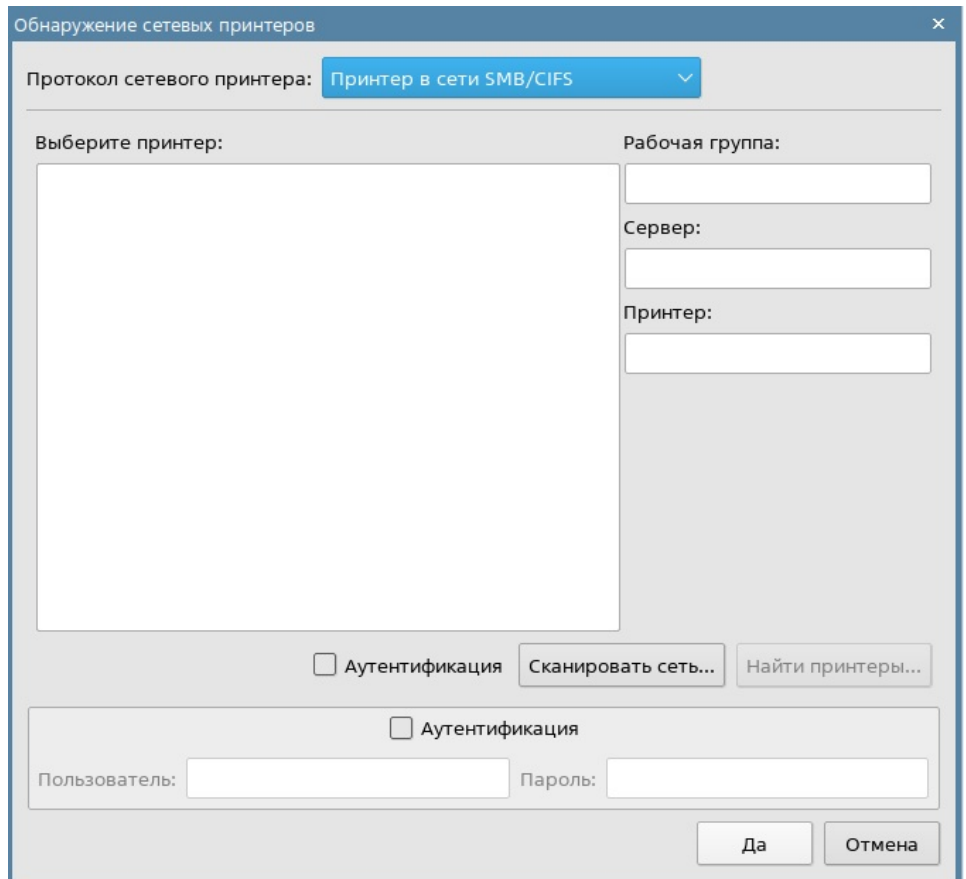 Обнаружение сетевых принтеров
Протокол сетевого принтера: Принтер в сети SMB/CIFS
Выберите принтер:
Рабочая группа:
Сервер:
Принтер:
Аутентификация Сканировать сеть... Найти принтеры...
Аутентификация
Пользователь: Пароль:
Да Отмена